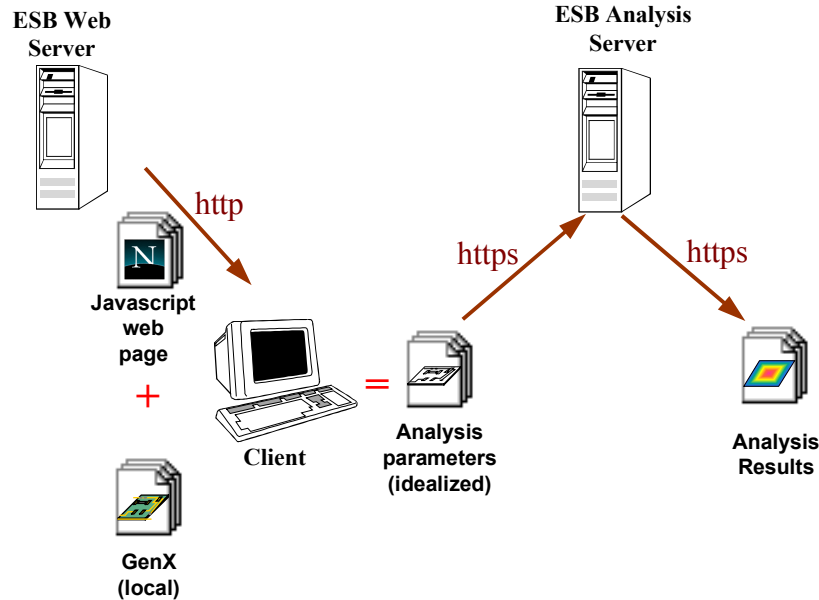 ESB Web
Server
ESB Analysis
Server
http
N
Javascript
web
page
https
https
+
=
Client
Analysis
parameters
(idealized)
Analysis
Results
GenX
(local)